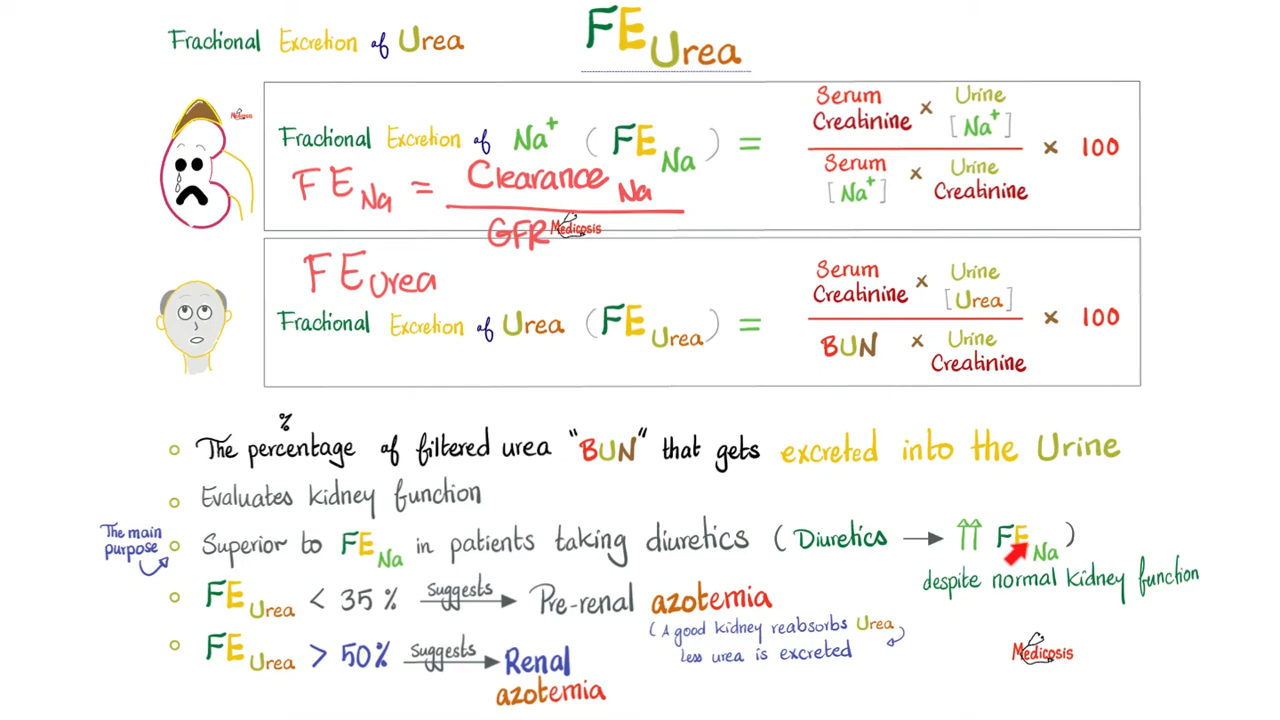 Fractional Excretion of Urea
FE Urea
Medicosis
Fractional Excretion of Na+ (FE Na) = Serum Creatinine × Urine [Na+] / Serum [Na+] × Urine Creatinine × 100
FE Na = Clearance Na / GFR
Medicosis
FE Urea
Fractional Excretion of Urea (FE Urea) = Serum Creatinine × Urine [Urea] / BUN × Urine Creatinine × 100
%
The percentage of filtered urea "BUN" that gets excreted into the Urine
Evaluates kidney function
The main purpose
Superior to FE Na in patients taking diuretics (Diuretics → ↑↑ FE Na)
despite normal kidney function
FE Urea < 35% suggests → Pre-renal azotemia
(A good kidney reabsorbs Urea
Less urea is excreted
FE Urea > 50% suggests → Renal azotemia
Medicosis